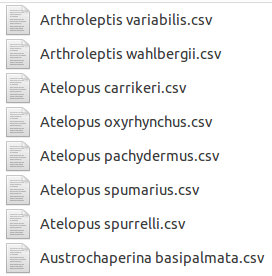 Arthroleptis variabilis.csv
Arthroleptis wahlbergii.csv
Atelopus carrikeri.csv
Atelopus oxyrhynchus.csv
Atelopus pachydermus.csv
Atelopus spumarius.csv
Atelopus spurrelli.csv
Austrochaperina basipalmata.csv